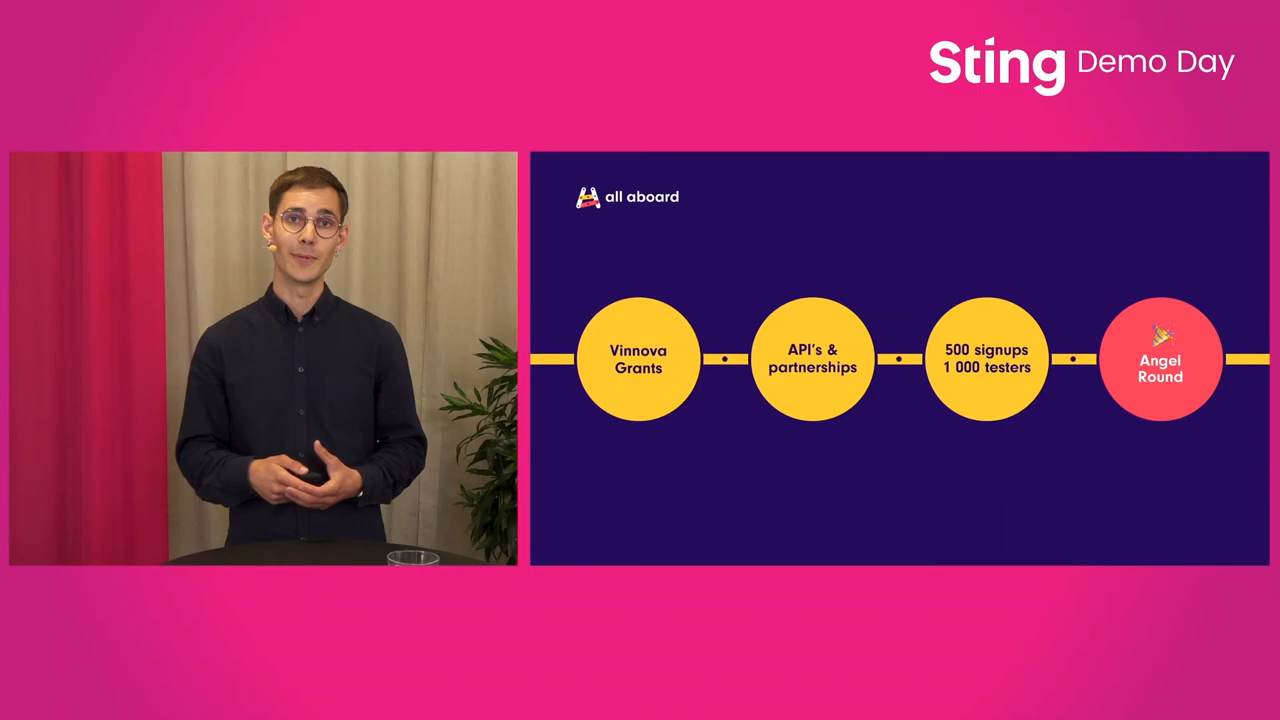 Sting Demo Day
all aboard
Vinnova
Grants
API's &
partnerships
500 signups
1 000 testers
Angel
Round